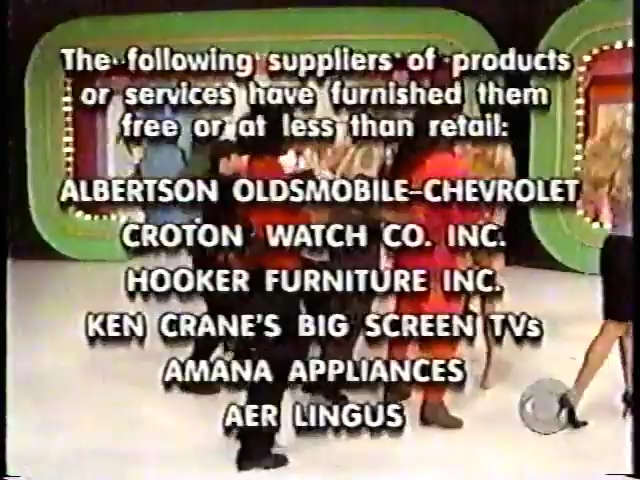 The following suppliers of products
or services have furnished them
free or at less than retail:
ALBERTSON OLDSMOBILE-CHEVROLET
CROTON WATCH CO. INC.
HOOKER FURNITURE INC.
KEN CRANE'S BIG SCREEN TVs
AMANA APPLIANCES
AER LINGUS